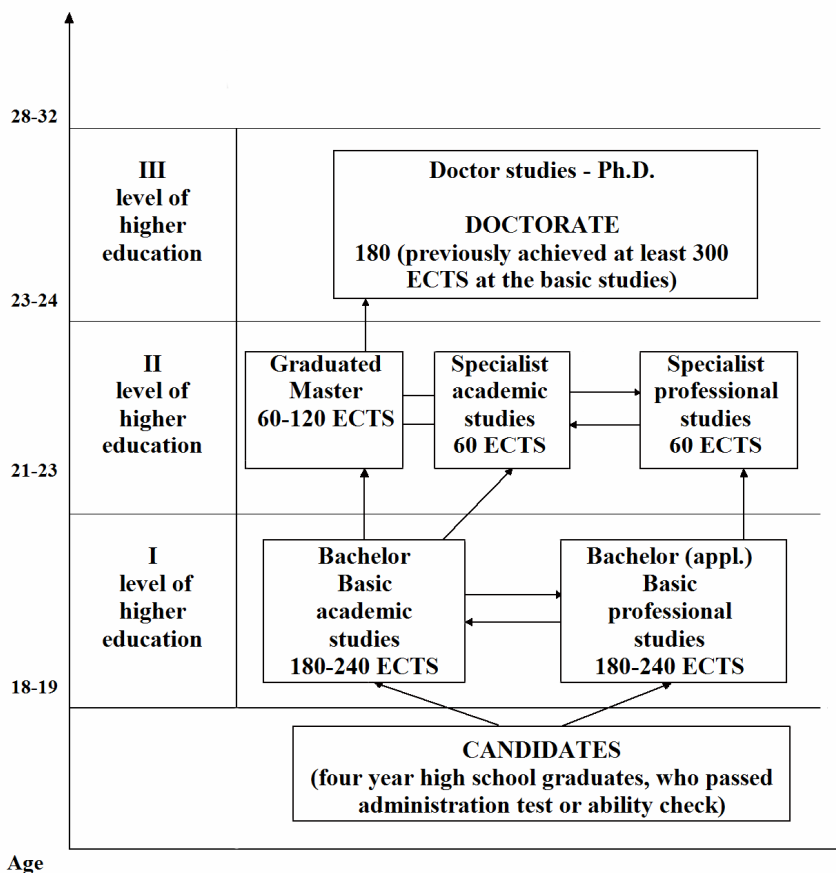 28-32
III
level of
higher
education
Doctor studies - Ph.D.
DOCTORATE
180 (previously achieved at least 300
ECTS at the basic studies)
23-24
II
level of
higher
education
Graduated
Master
60-120 ECTS
Specialist
academic
studies
60 ECTS
Specialist
professional
studies
60 ECTS
21-23
I
level of
higher
education
Bachelor
Basic
academic
studies
180-240 ECTS
Bachelor (appl.)
Basic
professional
studies
180-240 ECTS
18-19
CANDIDATES
(four year high school graduates, who passed
administration test or ability check)
Age